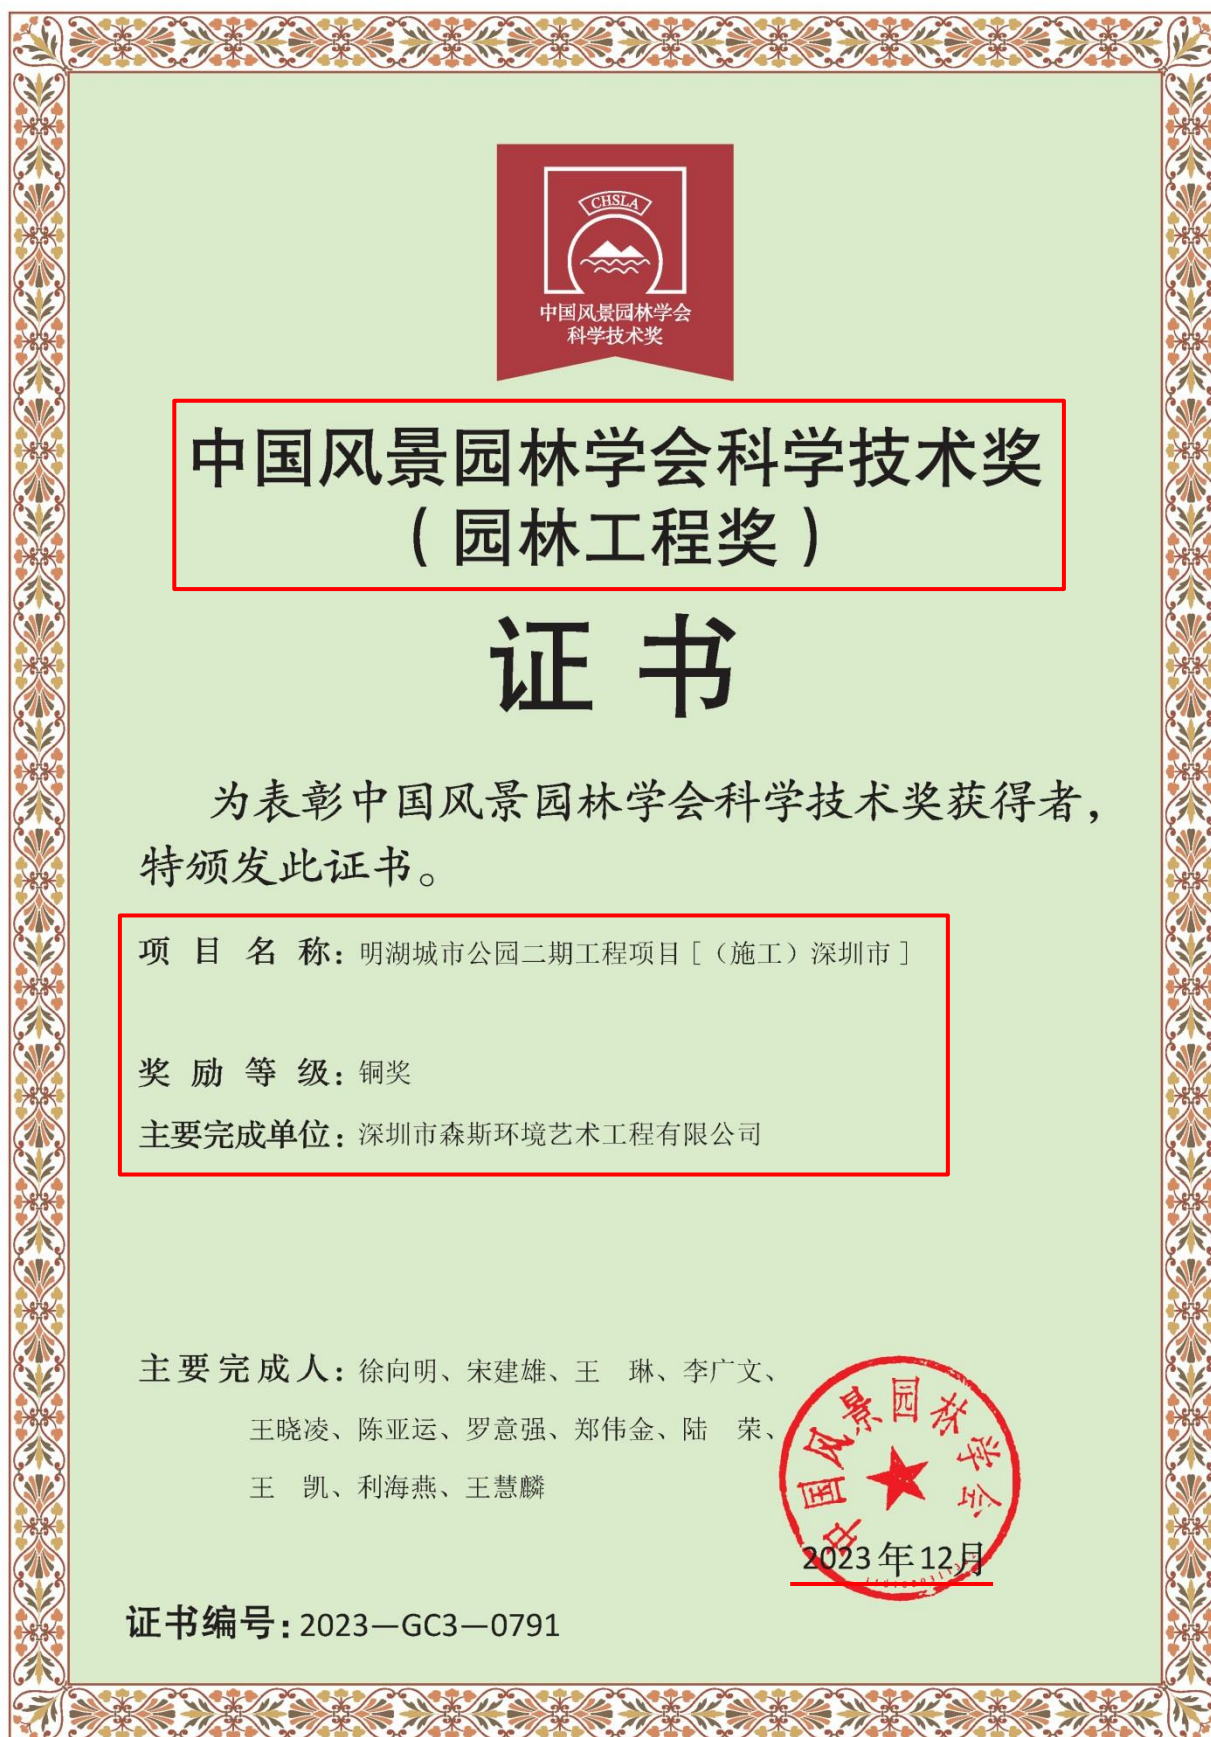 CHSLA
中国风景园林学会
科学技术奖
中国风景园林学会科学技术奖
（园林工程奖）
证书
为表彰中国风景园林学会科学技术奖获得者，
特颁发此证书。
项目名称：明湖城市公园二期工程项目［（施工）深圳市］
奖励等级：铜奖
主要完成单位：深圳市森斯环境艺术工程有限公司
主要完成人：徐向明、宋建雄、王　琳、李广文、
王晓凌、陈亚运、罗意强、郑伟金、陆　荣、
王　凯、利海燕、王慧麟
中国风景园林学会
2023年12月
证书编号：2023—GC3—0791